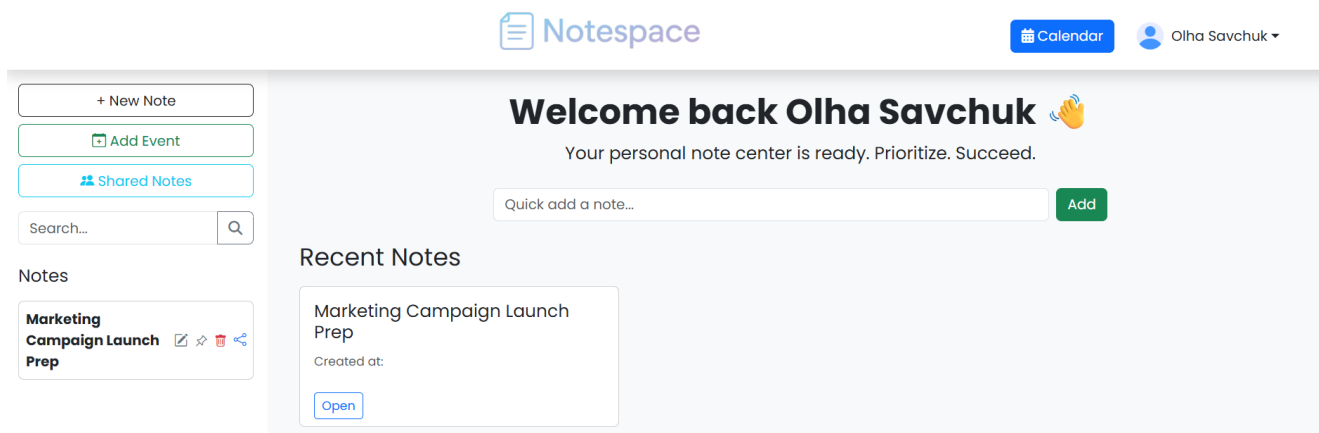 Notespace
Calendar
Olha Savchuk
+ New Note
Add Event
Shared Notes
Search...
Notes
Marketing
Campaign Launch
Prep
Welcome back Olha Savchuk 👋
Your personal note center is ready. Prioritize. Succeed.
Quick add a note...
Add
Recent Notes
Marketing Campaign Launch
Prep
Created at:
Open